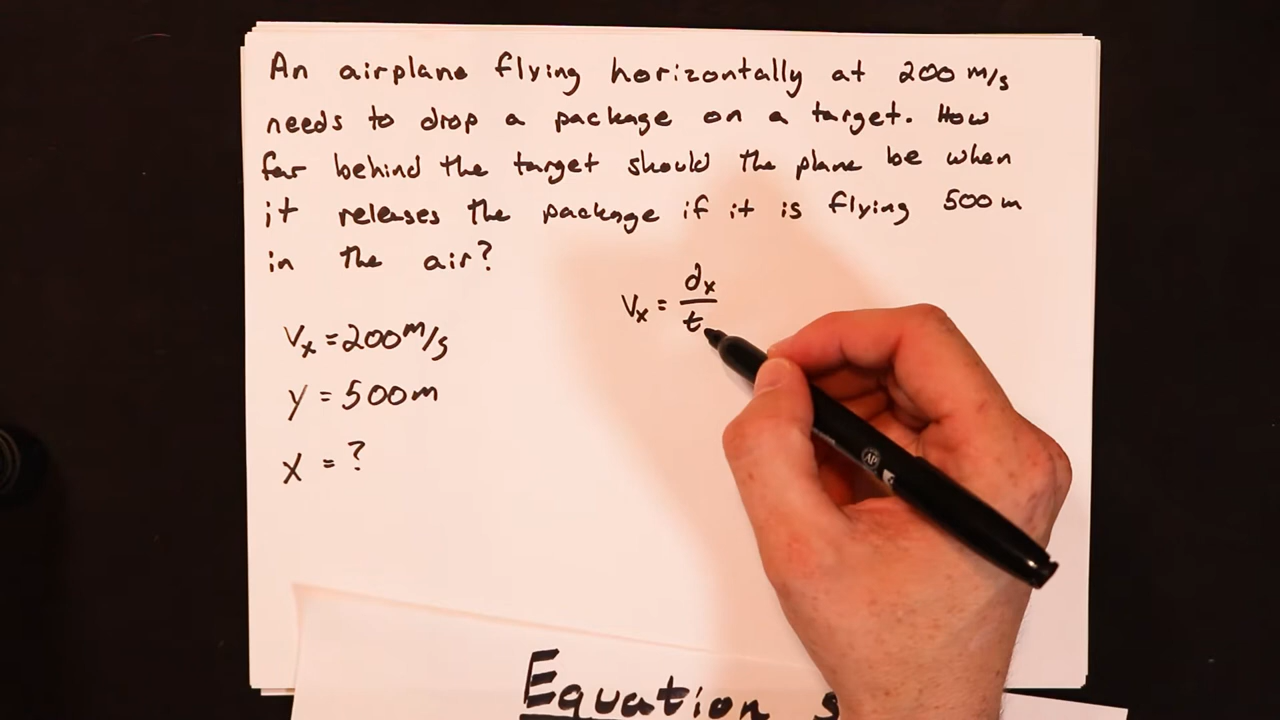 An airplane flying horizontally at 200 m/s
needs to drop a package on a target. How
far behind the target should the plane be when
it releases the package if it is flying 500 m
in the air?
Vx = dx/t
Vx = 200 m/s
y = 500 m
x = ?
AP
Equation s